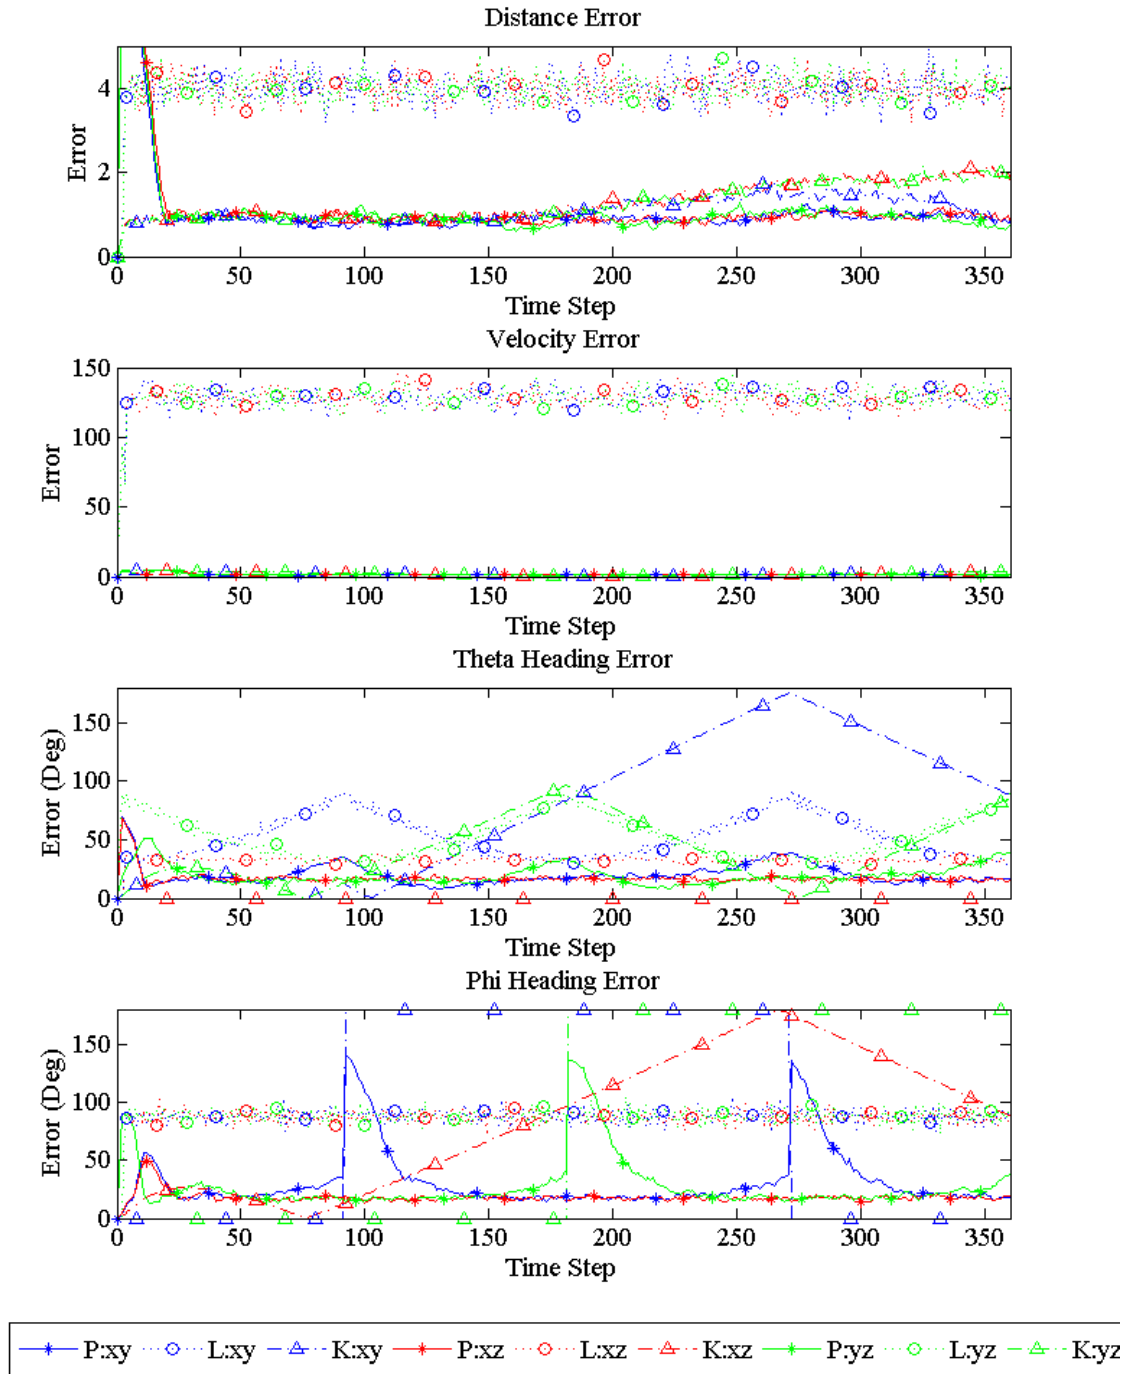 Distance Error
Error
4
2
0
0 50 100 150 200 250 300 350
Time Step
Velocity Error
Error
150
100
50
0
0 50 100 150 200 250 300 350
Time Step
Theta Heading Error
Error (Deg)
150
100
50
0
0 50 100 150 200 250 300 350
Time Step
Phi Heading Error
Error (Deg)
150
100
50
0
0 50 100 150 200 250 300 350
Time Step
P:xy L:xy K:xy P:xz L:xz K:xz P:yz L:yz K:yz